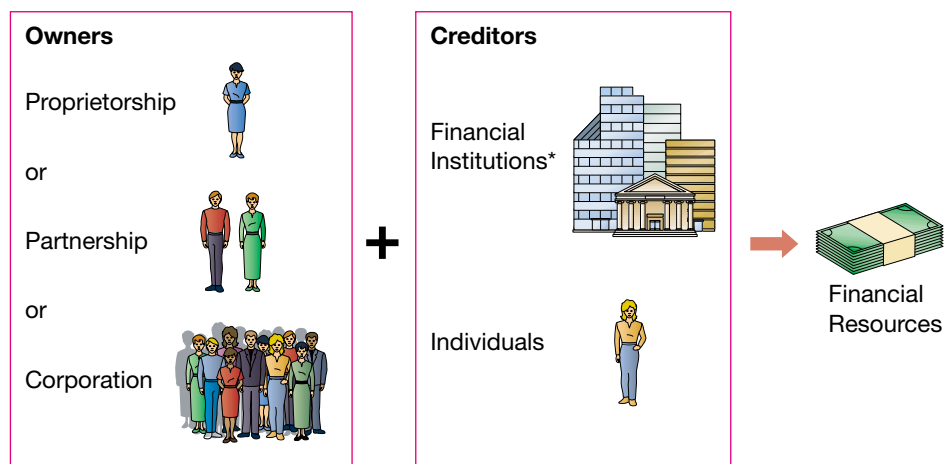 Owners
Proprietorship
or
Partnership
or
Corporation
+
Creditors
Financial
Institutions*
Individuals
Financial
Resources